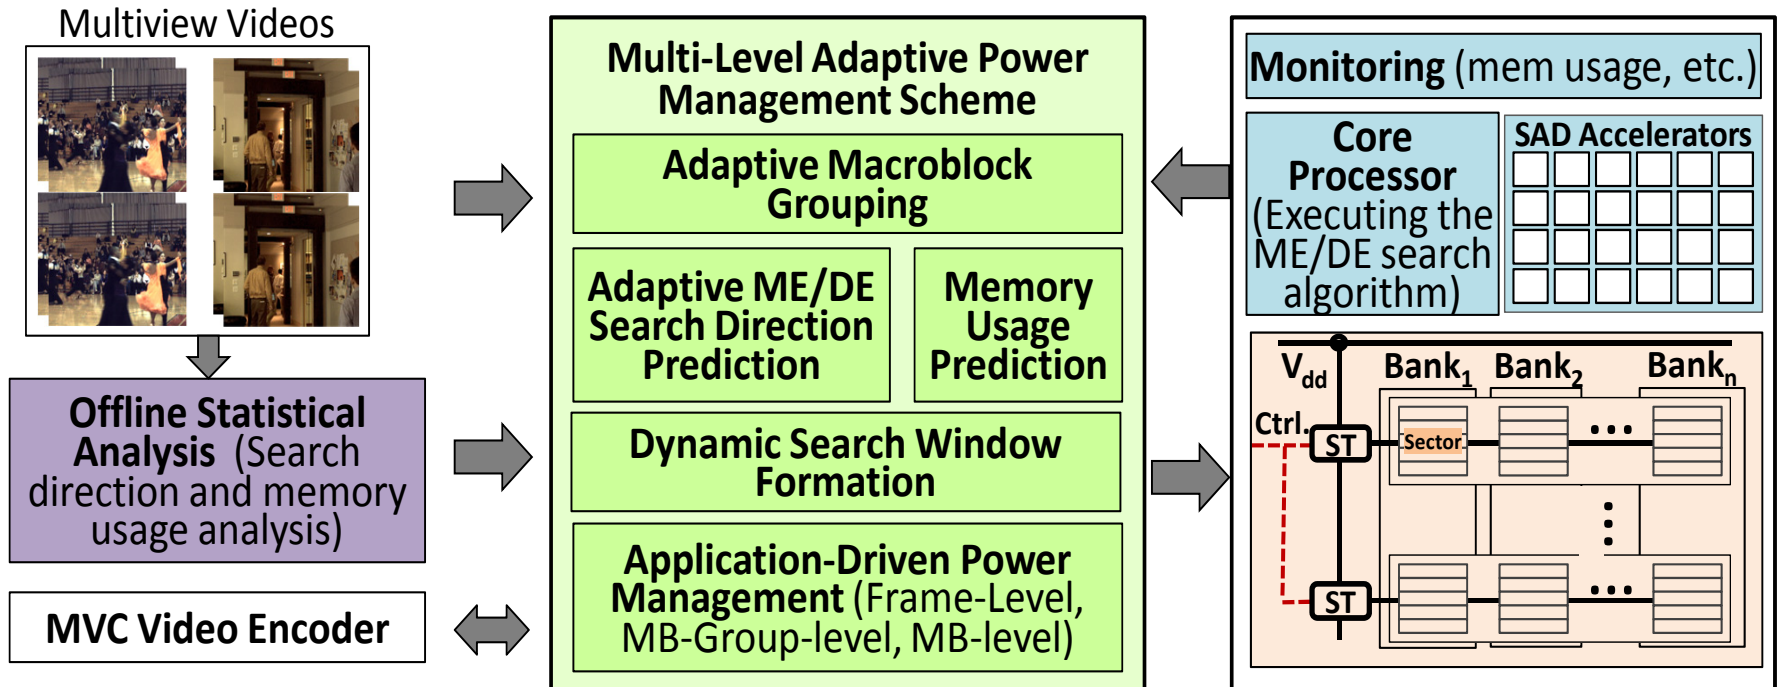 Multiview Videos
Offline Statistical
Analysis (Search
direction and memory
usage analysis)
MVC Video Encoder
Multi-Level Adaptive Power
Management Scheme
Adaptive Macroblock
Grouping
Adaptive ME/DE
Search Direction
Prediction
Memory
Usage
Prediction
Dynamic Search Window
Formation
Application-Driven Power
Management (Frame-Level,
MB-Group-level, MB-level)
Monitoring (mem usage, etc.)
Core
Processor
(Executing the
ME/DE search
algorithm)
SAD Accelerators
Vdd
Bank1 Bank2 Bankn
Ctrl.
ST
Sector
...
ST
...